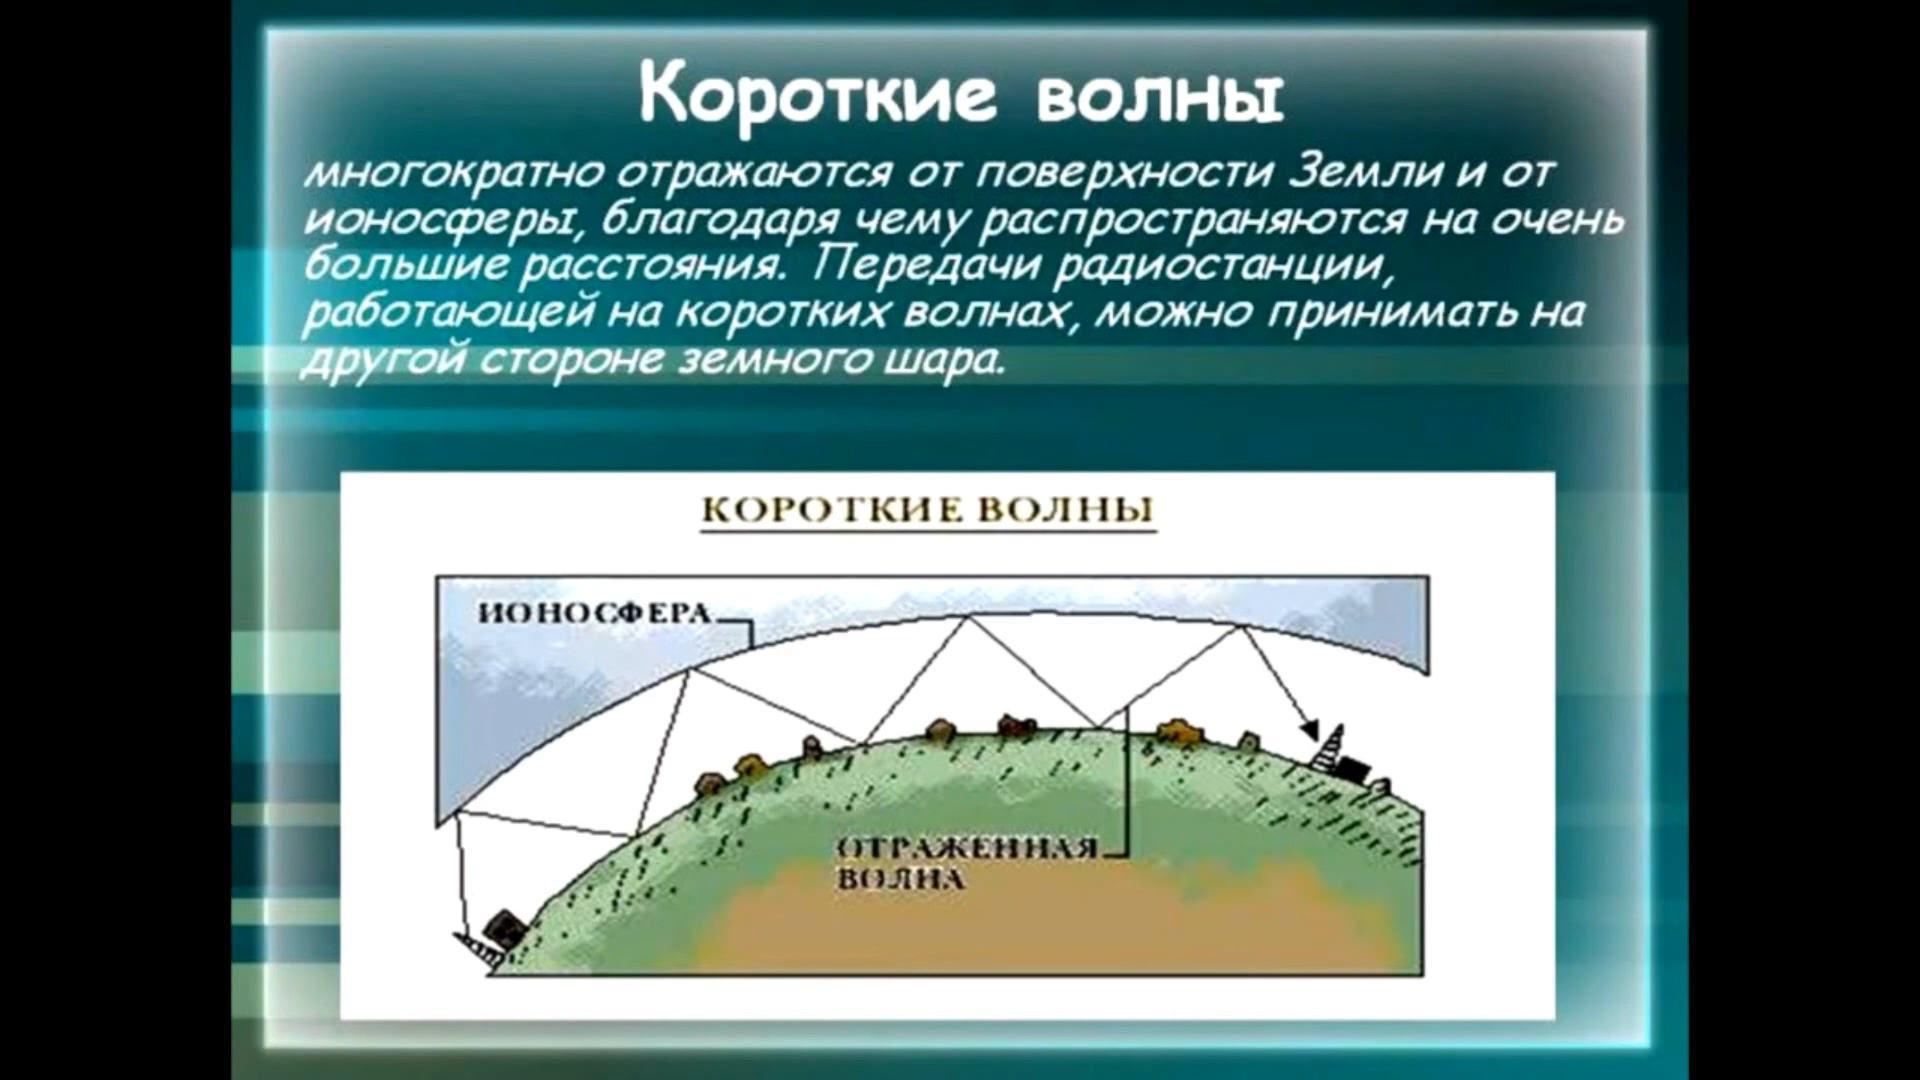 Короткие волны
многократно отражаются от поверхности Земли и от
ионосферы, благодаря чему распространяются на очень
большие расстояния. Передачи радиостанции,
работающей на коротких волнах, можно принимать на
другой стороне земного шара.
КОРОТКИЕ ВОЛНЫ
ИОНОСФЕРА
ОТРАЖЕННАЯ
ВОЛНА